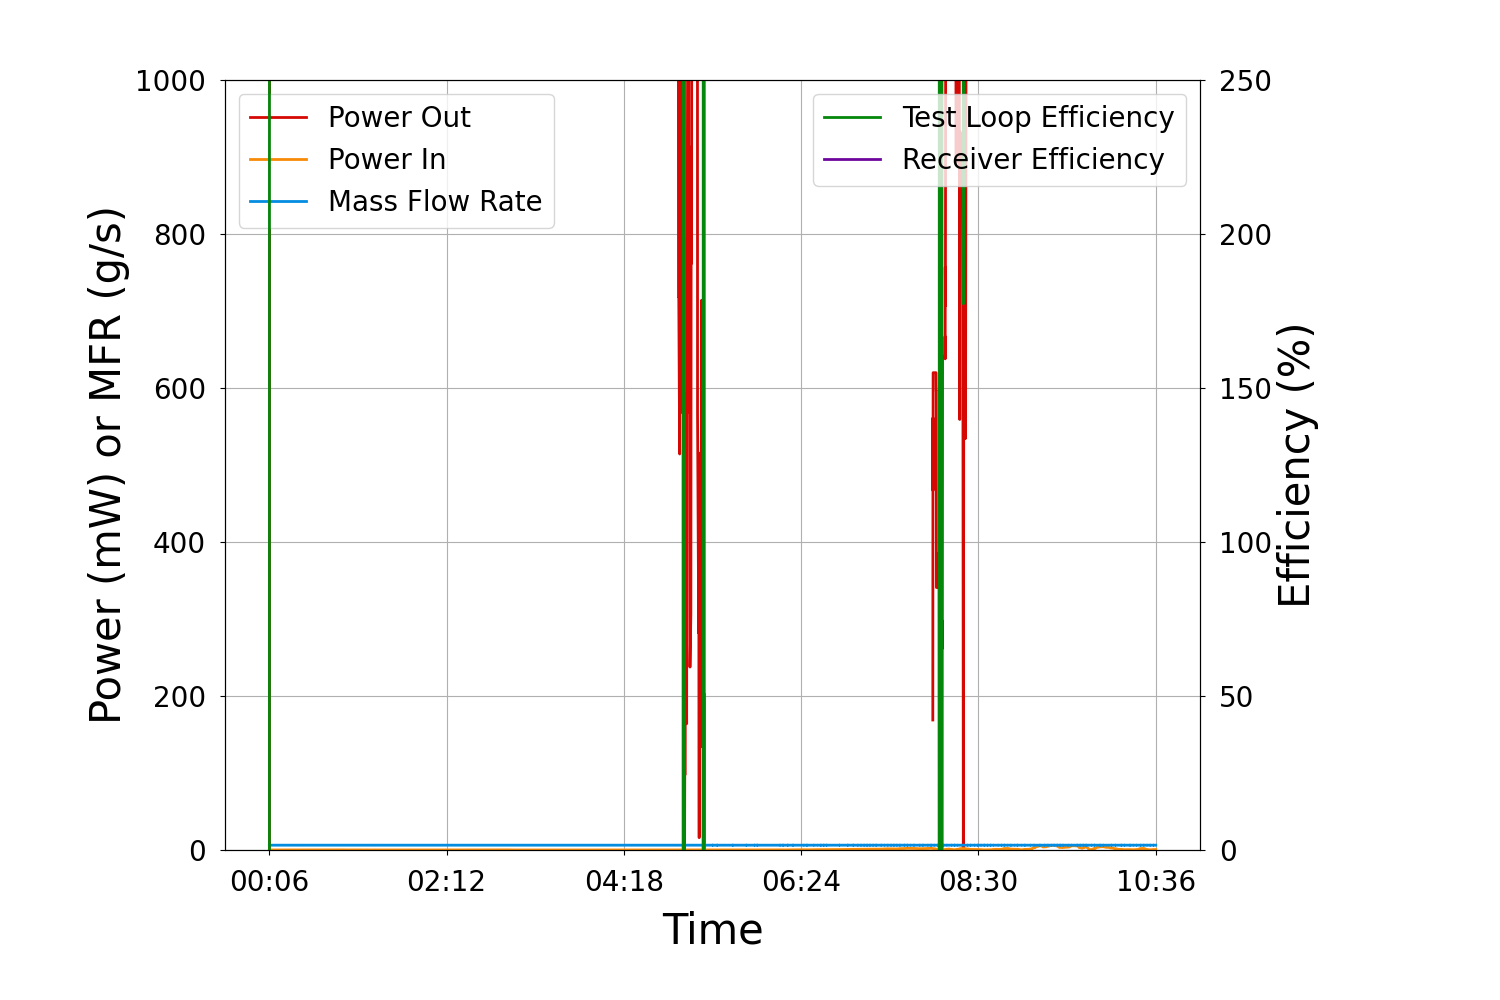 1000
800
600
400
200
0
Power (mW) or MFR (g/s)
Power Out
Power In
Mass Flow Rate
Test Loop Efficiency
Receiver Efficiency
250
200
150
100
50
0
Efficiency (%)
00:06 02:12 04:18 06:24 08:30 10:36
Time